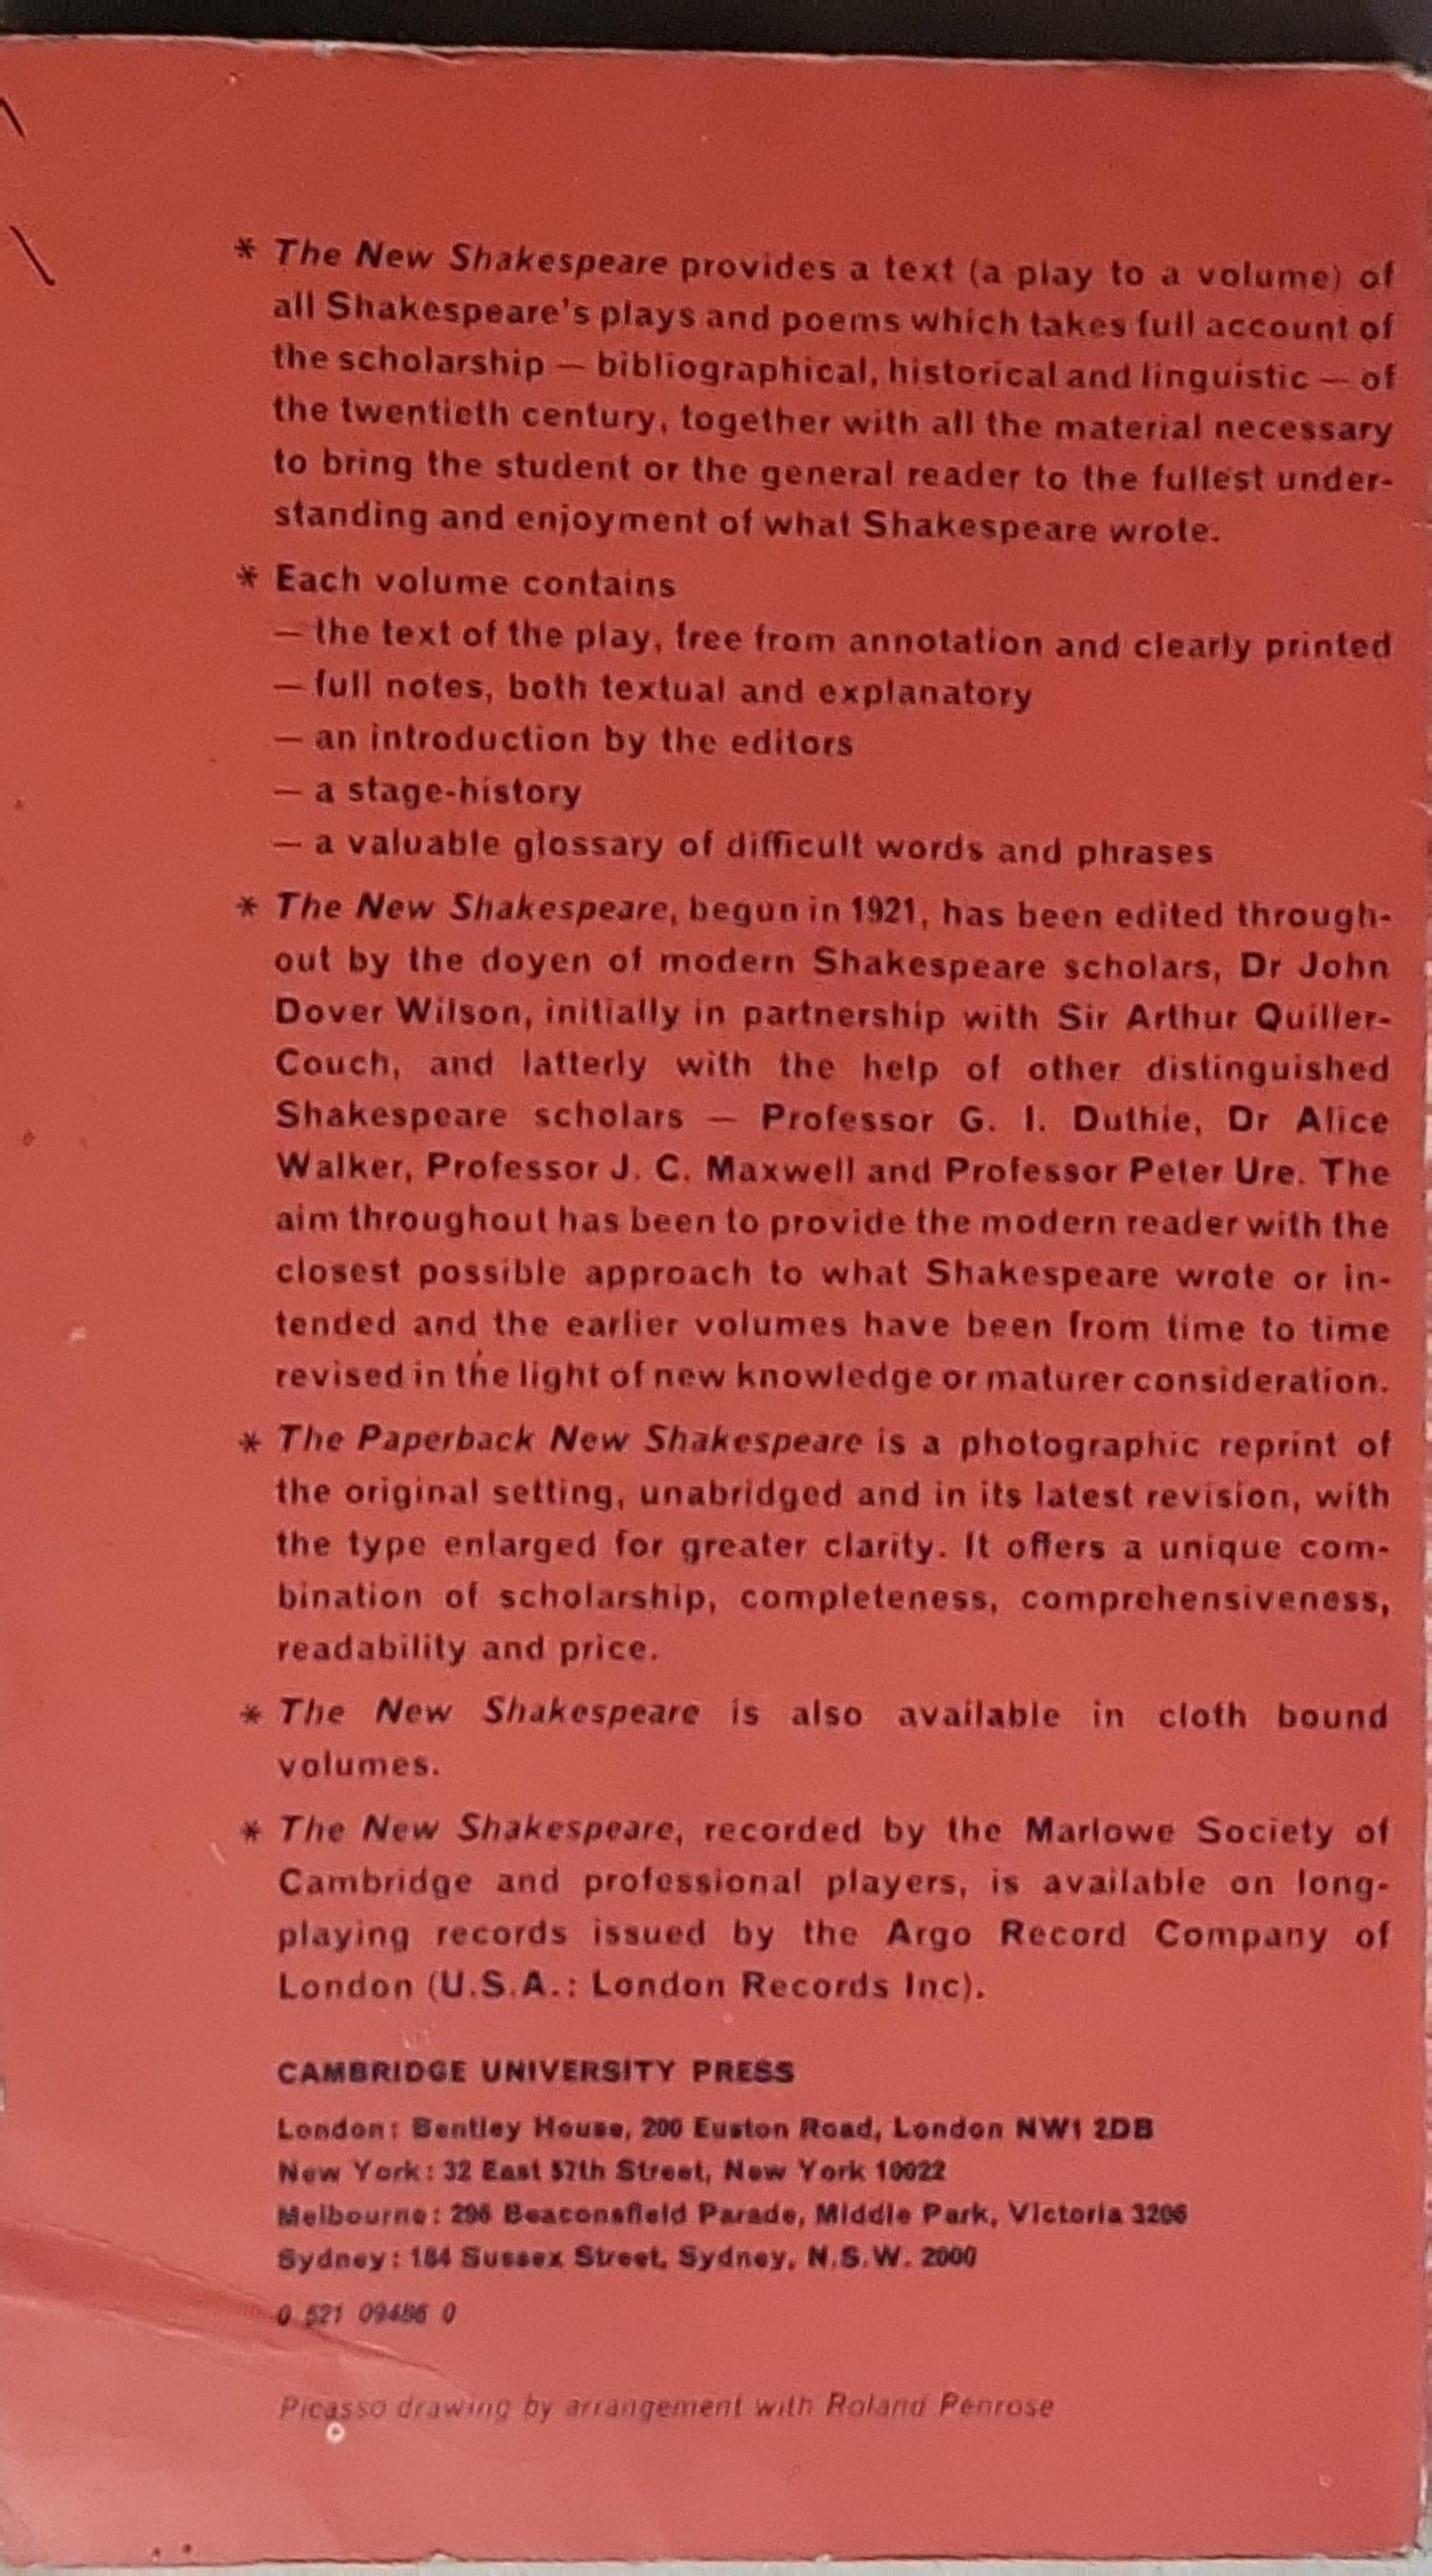 * The New Shakespeare provides a text (a play to a volume) of
all Shakespeare's plays and poems which takes full account of
the scholarship — bibliographical, historical and linguistic — of
the twentieth century, together with all the material necessary
to bring the student or the general reader to the fullest under-
standing and enjoyment of what Shakespeare wrote.
* Each volume contains
— the text of the play, free from annotation and clearly printed
— full notes, both textual and explanatory
— an introduction by the editors
— a stage-history
— a valuable glossary of difficult words and phrases
* The New Shakespeare, begun in 1921, has been edited through-
out by the doyen of modern Shakespeare scholars, Dr John
Dover Wilson, initially in partnership with Sir Arthur Quiller-
Couch, and latterly with the help of other distinguished
Shakespeare scholars — Professor G. I. Duthie, Dr Alice
Walker, Professor J. C. Maxwell and Professor Peter Ure. The
aim throughout has been to provide the modern reader with the
closest possible approach to what Shakespeare wrote or in-
tended and the earlier volumes have been from time to time
revised in the light of new knowledge or maturer consideration.
* The Paperback New Shakespeare is a photographic reprint of
the original setting, unabridged and in its latest revision, with
the type enlarged for greater clarity. It offers a unique com-
bination of scholarship, completeness, comprehensiveness,
readability and price.
* The New Shakespeare is also available in cloth bound
volumes.
* The New Shakespeare, recorded by the Marlowe Society of
Cambridge and professional players, is available on long-
playing records issued by the Argo Record Company of
London (U.S.A.: London Records Inc).
CAMBRIDGE UNIVERSITY PRESS
London: Bentley House, 200 Euston Road, London NW1 2DB
New York: 32 East 57th Street, New York 10022
Melbourne: 296 Beaconsfield Parade, Middle Park, Victoria 3206
Sydney: 184 Sussex Street, Sydney, N.S.W. 2000
0 521 09486 0
Picasso drawing by arrangement with Roland Penrose